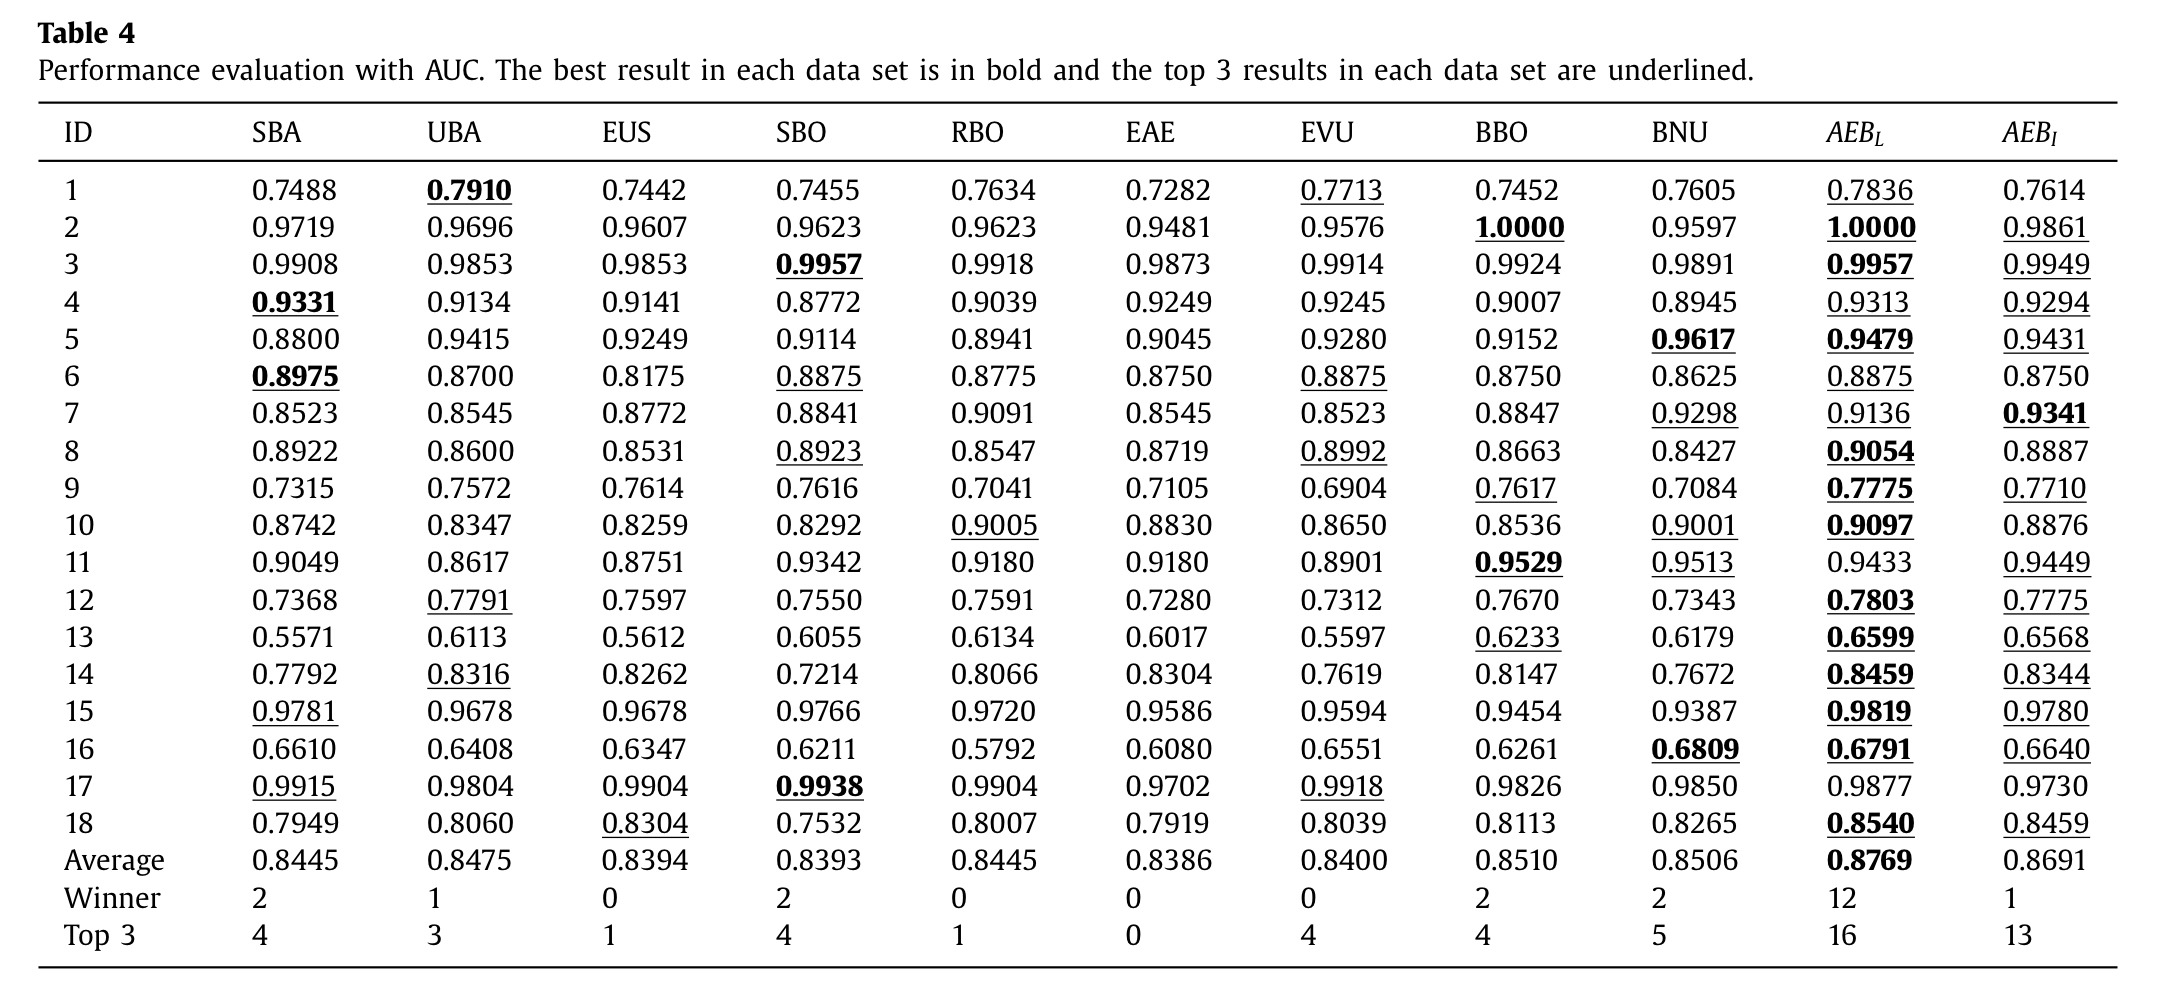 Table 4
Performance evaluation with AUC. The best result in each data set is in bold and the top 3 results in each data set are underlined.
ID SBA UBA EUS SBO RBO EAE EVU BBO BNU AEB_L AEB_I
1 0.7488 0.7910 0.7442 0.7455 0.7634 0.7282 0.7713 0.7452 0.7605 0.7836 0.7614
2 0.9719 0.9696 0.9607 0.9623 0.9623 0.9481 0.9576 1.0000 0.9597 1.0000 0.9861
3 0.9908 0.9853 0.9853 0.9957 0.9918 0.9873 0.9914 0.9924 0.9891 0.9957 0.9949
4 0.9331 0.9134 0.9141 0.8772 0.9039 0.9249 0.9245 0.9007 0.8945 0.9313 0.9294
5 0.8800 0.9415 0.9249 0.9114 0.8941 0.9045 0.9280 0.9152 0.9617 0.9479 0.9431
6 0.8975 0.8700 0.8175 0.8875 0.8775 0.8750 0.8875 0.8750 0.8625 0.8875 0.8750
7 0.8523 0.8545 0.8772 0.8841 0.9091 0.8545 0.8523 0.8847 0.9298 0.9136 0.9341
8 0.8922 0.8600 0.8531 0.8923 0.8547 0.8719 0.8992 0.8663 0.8427 0.9054 0.8887
9 0.7315 0.7572 0.7614 0.7616 0.7041 0.7105 0.6904 0.7617 0.7084 0.7775 0.7710
10 0.8742 0.8347 0.8259 0.8292 0.9005 0.8830 0.8650 0.8536 0.9001 0.9097 0.8876
11 0.9049 0.8617 0.8751 0.9342 0.9180 0.9180 0.8901 0.9529 0.9513 0.9433 0.9449
12 0.7368 0.7791 0.7597 0.7550 0.7591 0.7280 0.7312 0.7670 0.7343 0.7803 0.7775
13 0.5571 0.6113 0.5612 0.6055 0.6134 0.6017 0.5597 0.6233 0.6179 0.6599 0.6568
14 0.7792 0.8316 0.8262 0.7214 0.8066 0.8304 0.7619 0.8147 0.7672 0.8459 0.8344
15 0.9781 0.9678 0.9678 0.9766 0.9720 0.9586 0.9594 0.9454 0.9387 0.9819 0.9780
16 0.6610 0.6408 0.6347 0.6211 0.5792 0.6080 0.6551 0.6261 0.6809 0.6791 0.6640
17 0.9915 0.9804 0.9904 0.9938 0.9904 0.9702 0.9918 0.9826 0.9850 0.9877 0.9730
18 0.7949 0.8060 0.8304 0.7532 0.8007 0.7919 0.8039 0.8113 0.8265 0.8540 0.8459
Average 0.8445 0.8475 0.8394 0.8393 0.8445 0.8386 0.8400 0.8510 0.8506 0.8769 0.8691
Winner 2 1 0 2 0 0 0 2 2 12 1
Top 3 4 3 1 4 1 0 4 4 5 16 13